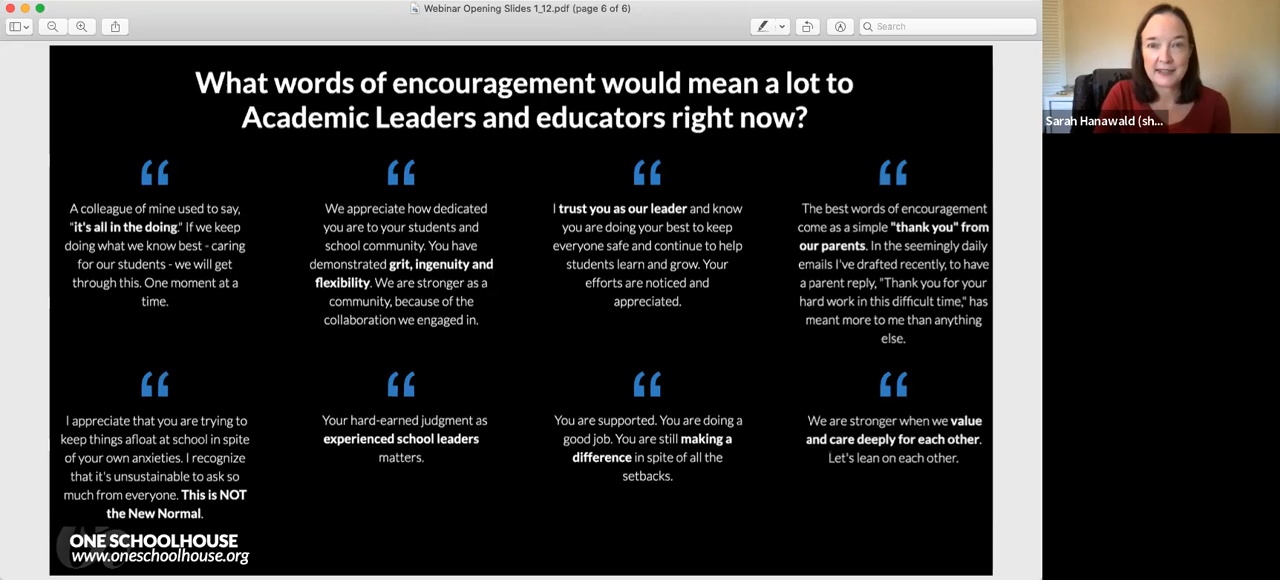 Webinar Opening Slides 1_12.pdf (page 6 of 6)
Search
What words of encouragement would mean a lot to
Academic Leaders and educators right now?
A colleague of mine used to say,
"it's all in the doing." If we keep
doing what we know best - caring
for our students - we will get
through this. One moment at a
time.
We appreciate how dedicated
you are to your students and
school community. You have
demonstrated grit, ingenuity and
flexibility. We are stronger as a
community, because of the
collaboration we engaged in.
I trust you as our leader and know
you are doing your best to keep
everyone safe and continue to help
students learn and grow. Your
efforts are noticed and
appreciated.
The best words of encouragement
come as a simple "thank you" from
our parents. In the seemingly daily
emails I've drafted recently, to have
a parent reply, "Thank you for your
hard work in this difficult time," has
meant more to me than anything
else.
I appreciate that you are trying to
keep things afloat at school in spite
of your own anxieties. I recognize
that it's unsustainable to ask so
much from everyone. This is NOT
the New Normal.
Your hard-earned judgment as
experienced school leaders
matters.
You are supported. You are doing a
good job. You are still making a
difference in spite of all the
setbacks.
We are stronger when we value
and care deeply for each other.
Let's lean on each other.
ONE SCHOOLHOUSE
www.oneschoolhouse.org
Sarah Hanawald (sh...